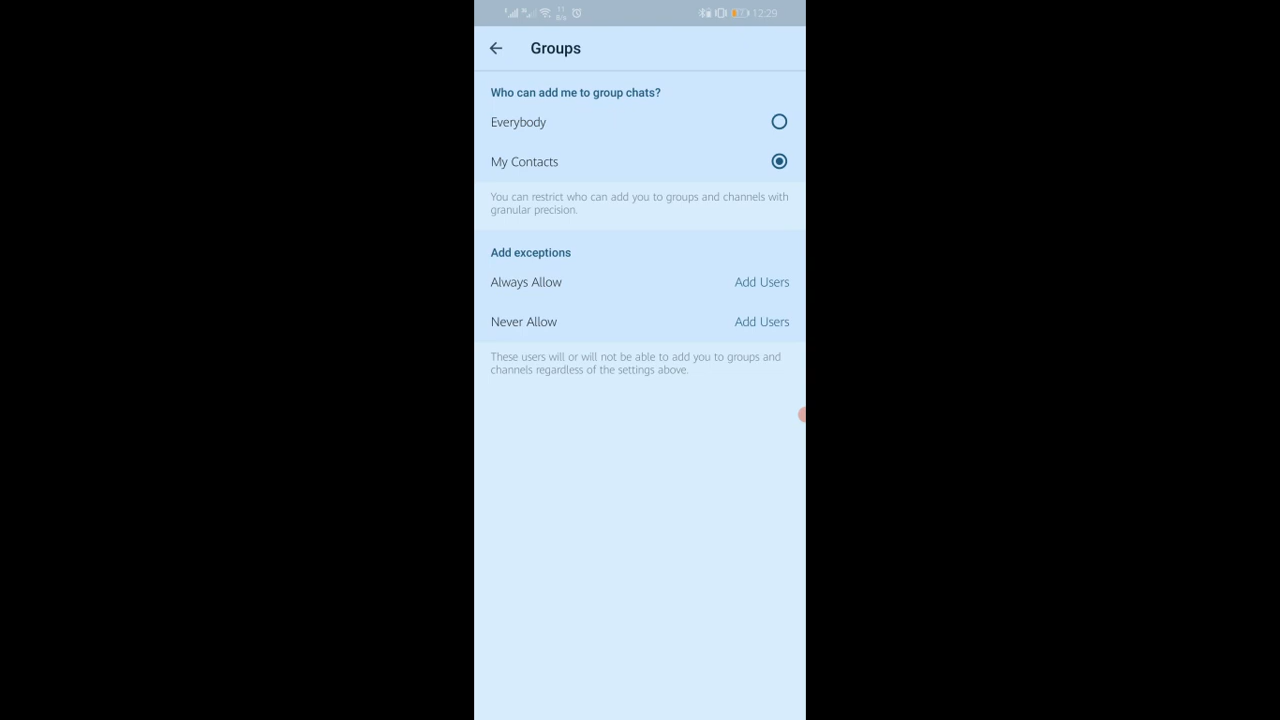 12:29
Groups
Who can add me to group chats?
Everybody
My Contacts
You can restrict who can add you to groups and channels with
granular precision.
Add exceptions
Always Allow Add Users
Never Allow Add Users
These users will or will not be able to add you to groups and
channels regardless of the settings above.